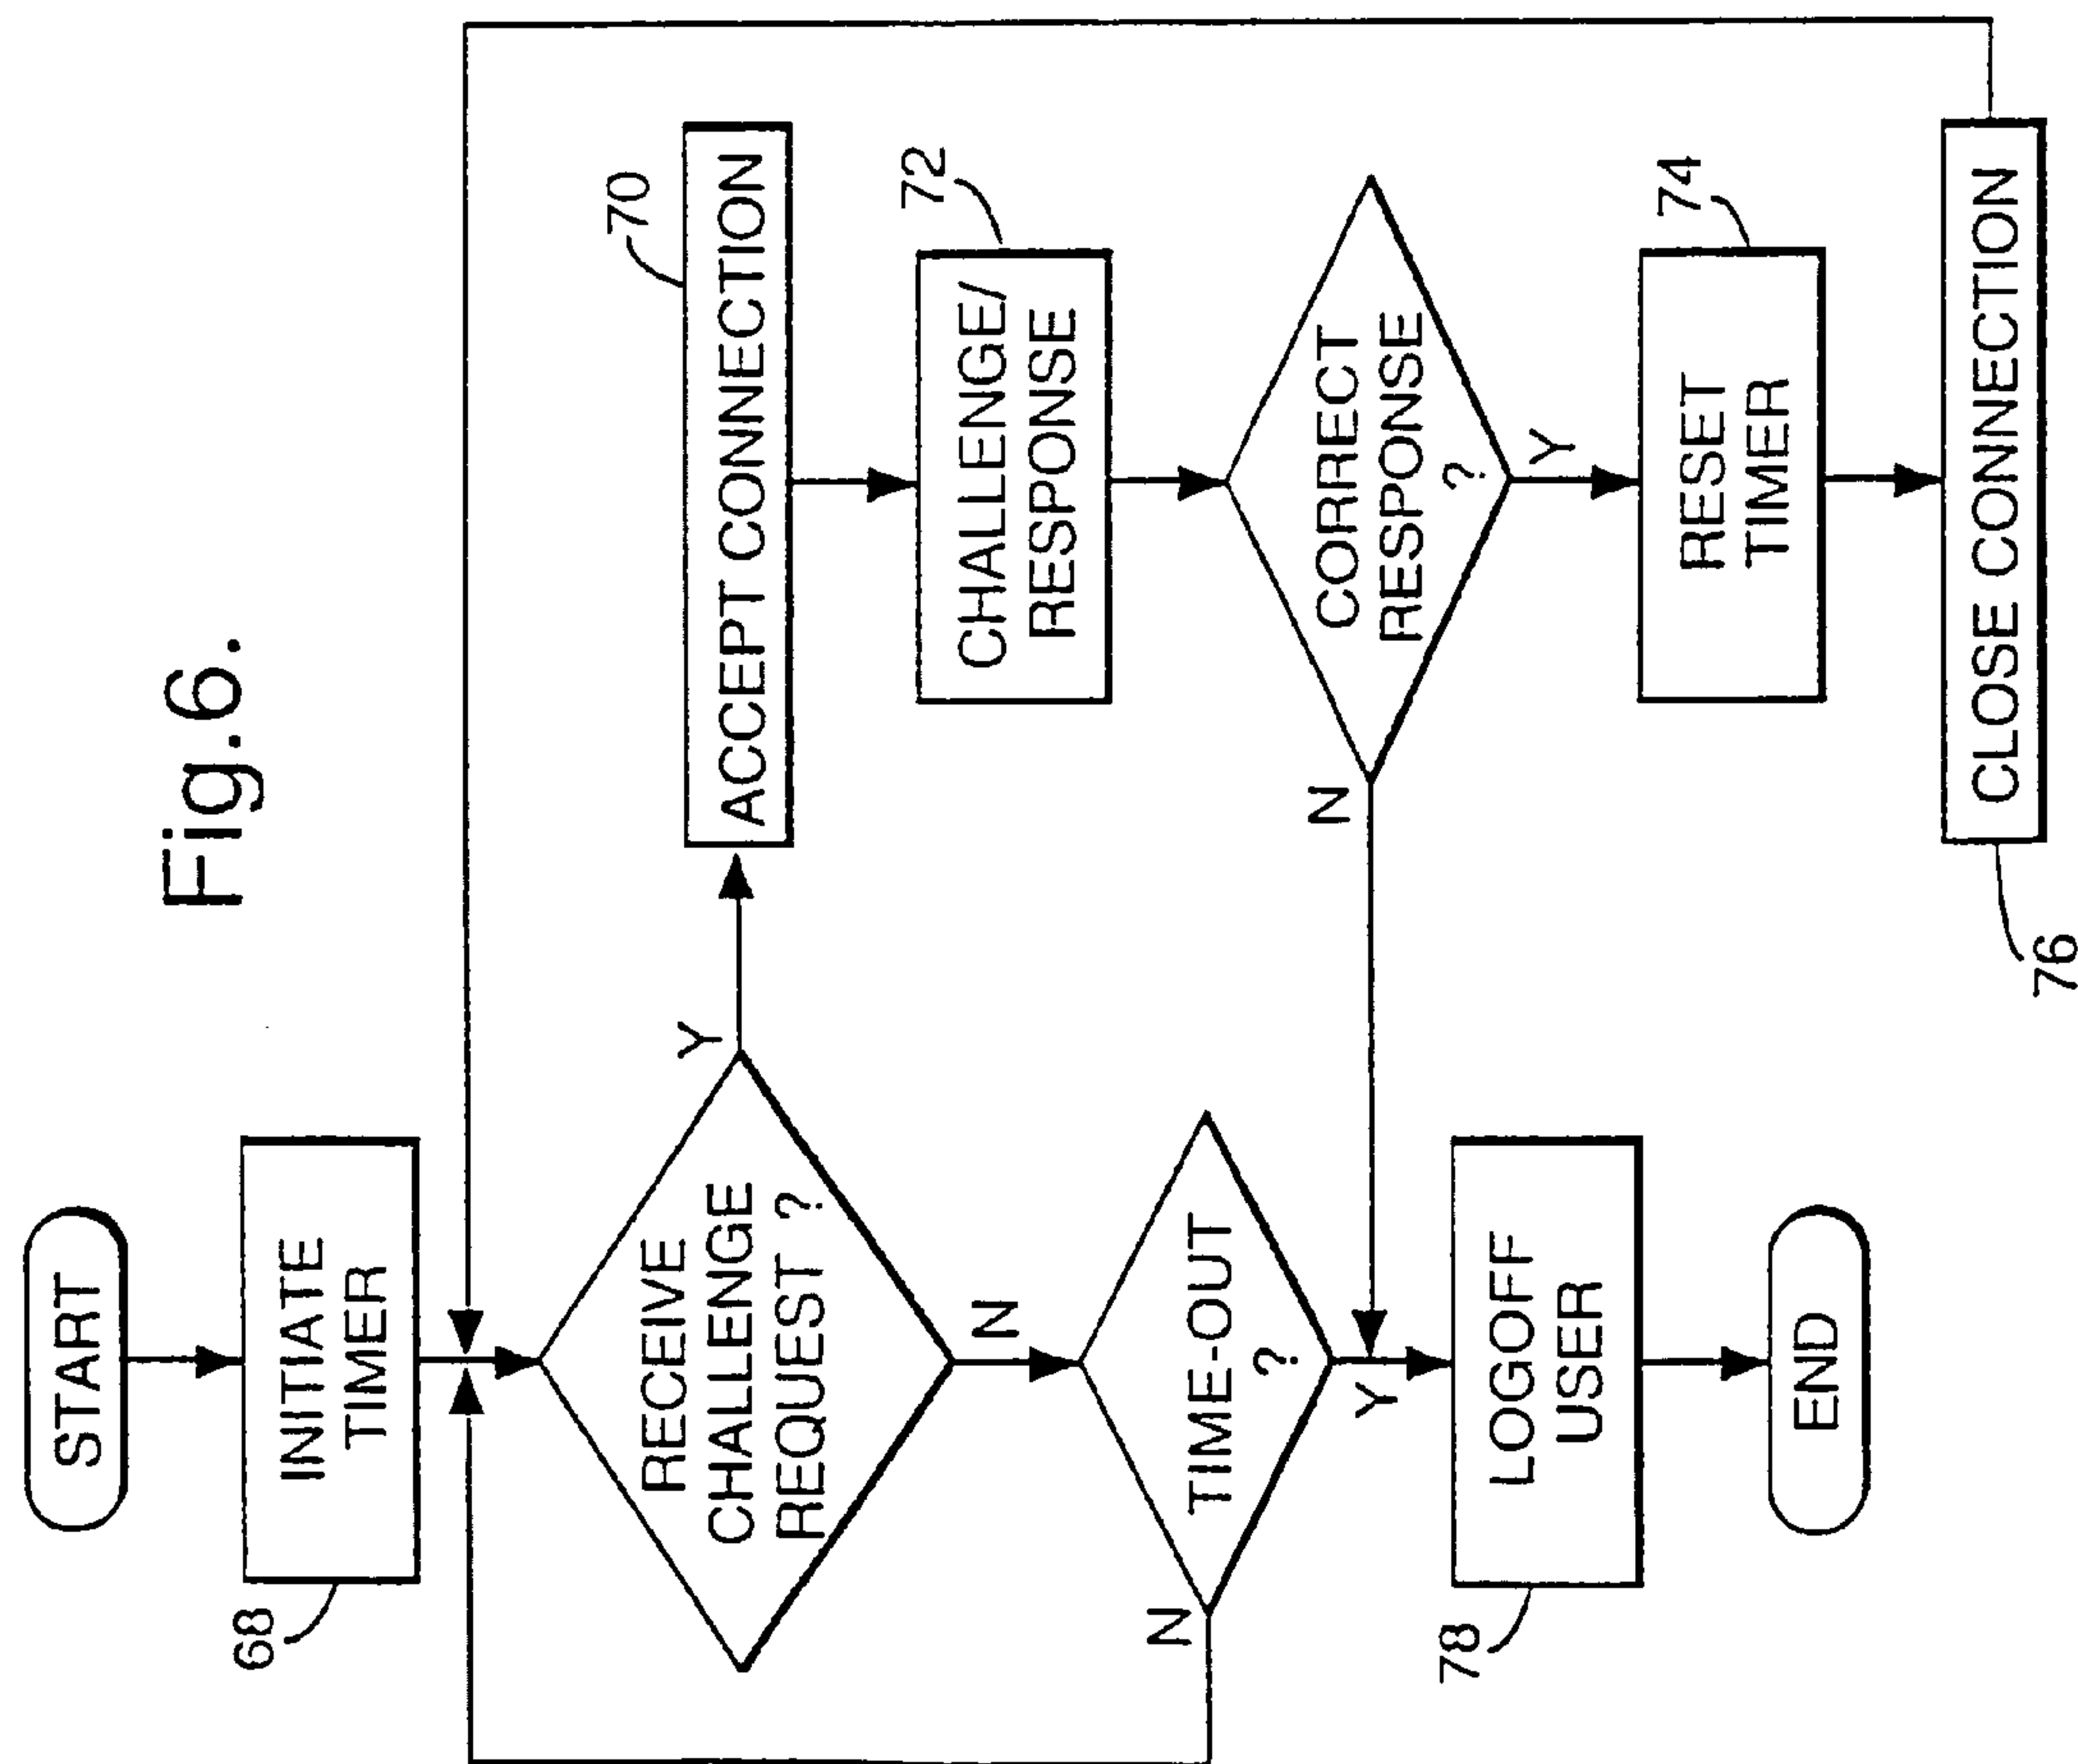 Fig.6.
START
INITIATE
TIMER
68
RECEIVE
CHALLENGE
REQUEST ?
Y
N
TIME-OUT
?
N
Y
LOGOFF
USER
78
END
ACCEPT CONNECTION
70
CHALLENGE/
RESPONSE
72
CORRECT
RESPONSE
?
N
Y
RESET
TIMER
74
CLOSE CONNECTION
76